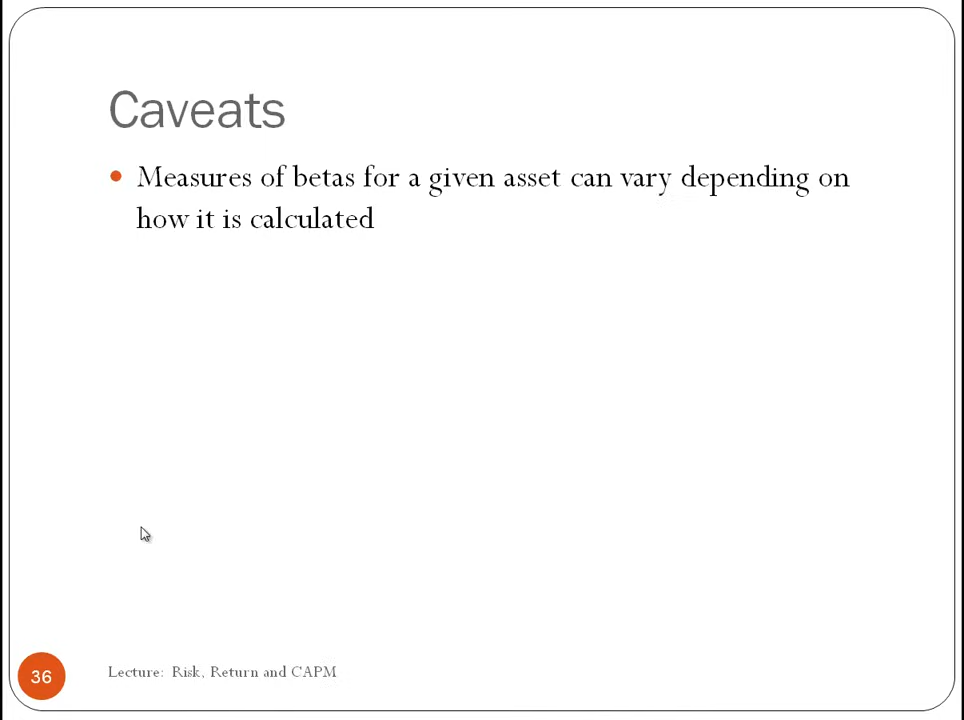 Caveats
Measures of betas for a given asset can vary depending on
how it is calculated
36
Lecture: Risk, Return and CAPM